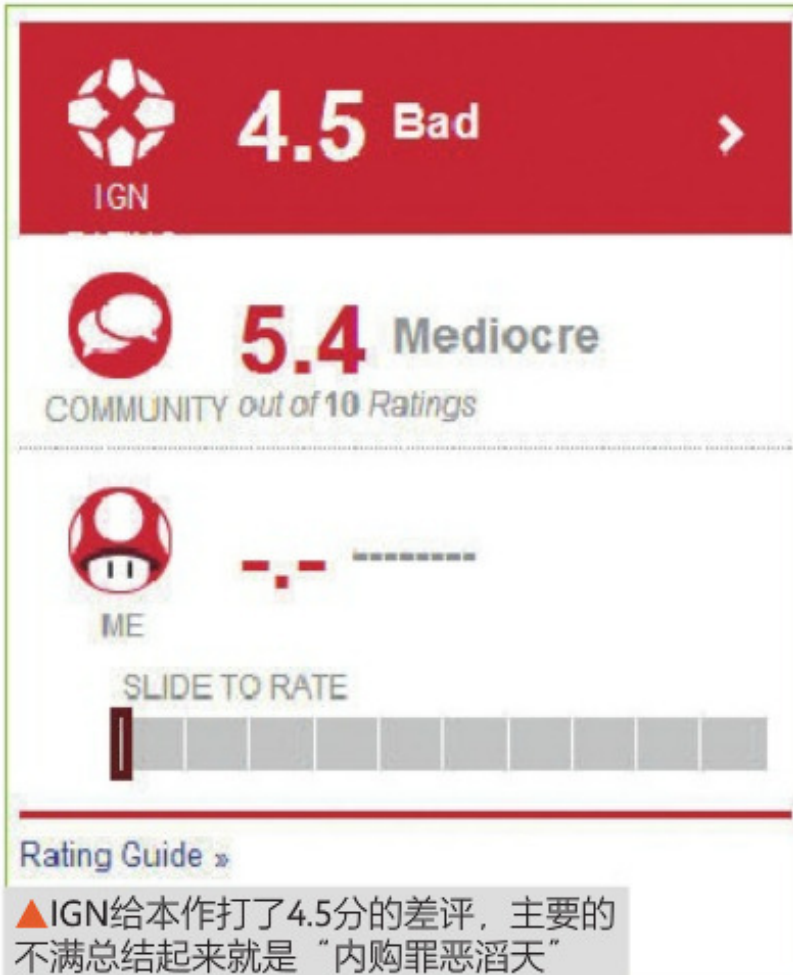 4.5 Bad
IGN
5.4 Mediocre
COMMUNITY out of 10 Ratings
-.- --------
ME
SLIDE TO RATE
Rating Guide »
▲IGN给本作打了4.5分的差评，主要的
不满总结起来就是“内购罪恶滔天”